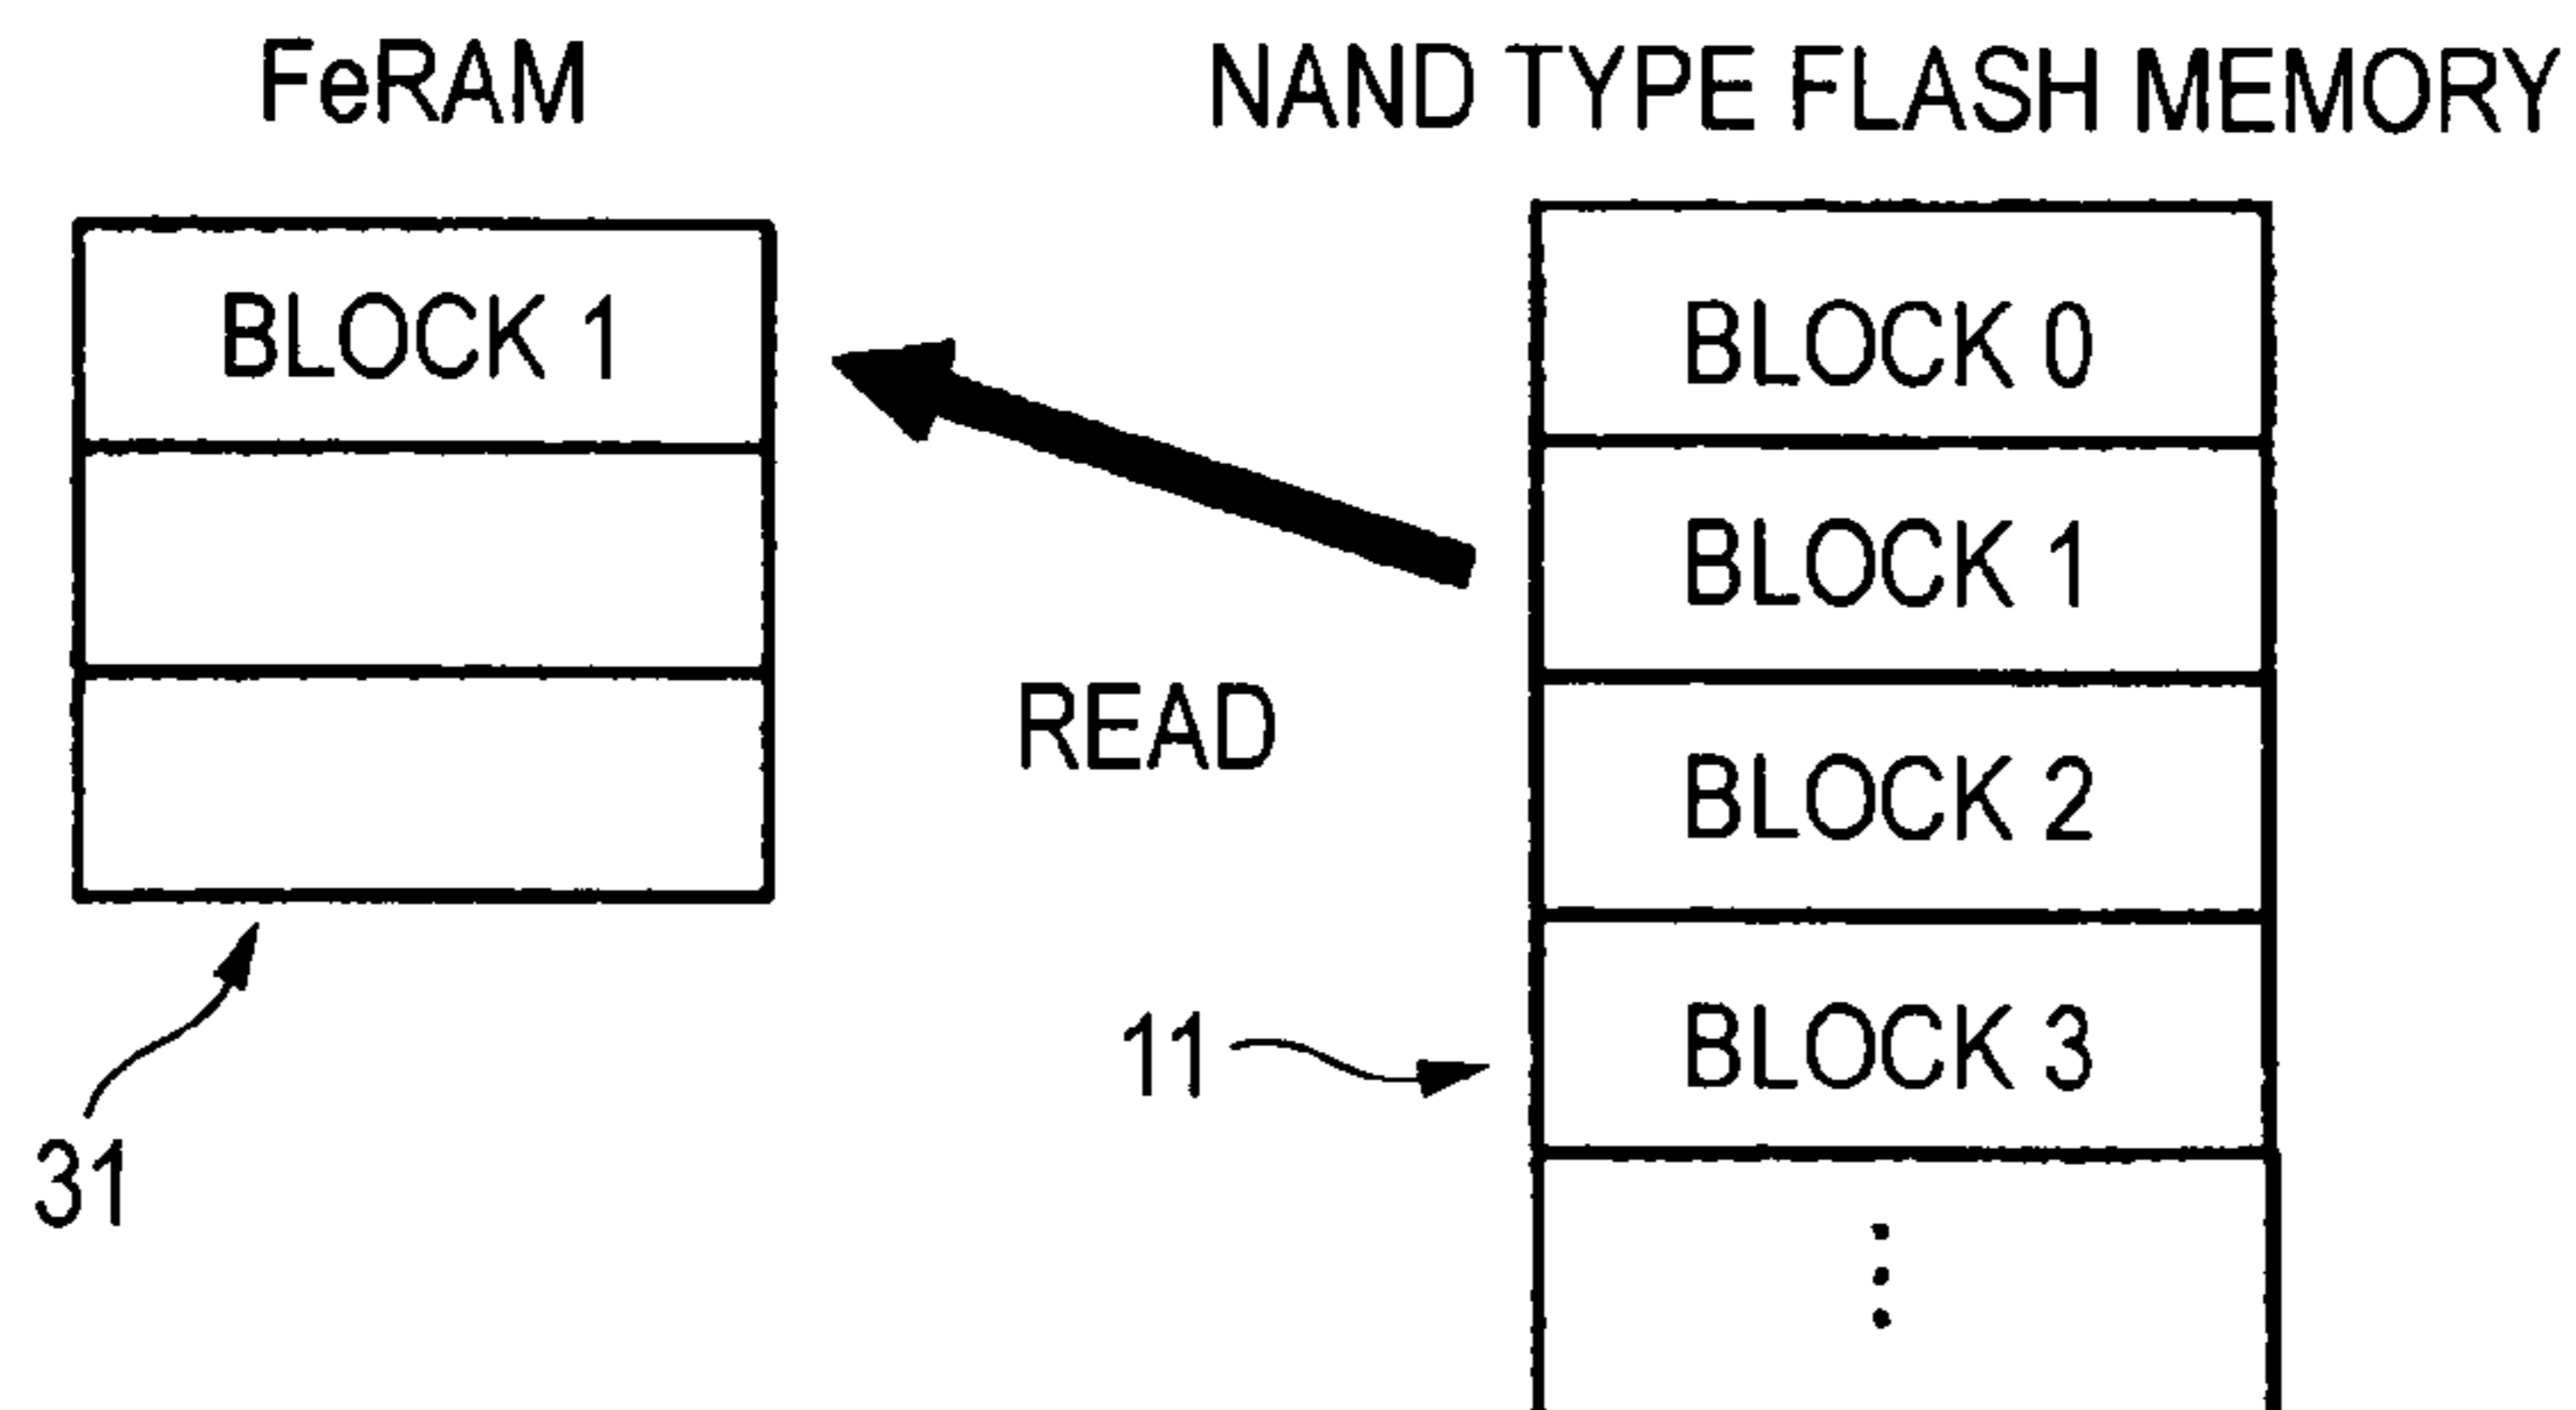 FeRAM
NAND TYPE FLASH MEMORY
BLOCK 1
BLOCK 0
BLOCK 1
READ
BLOCK 2
11
BLOCK 3
31